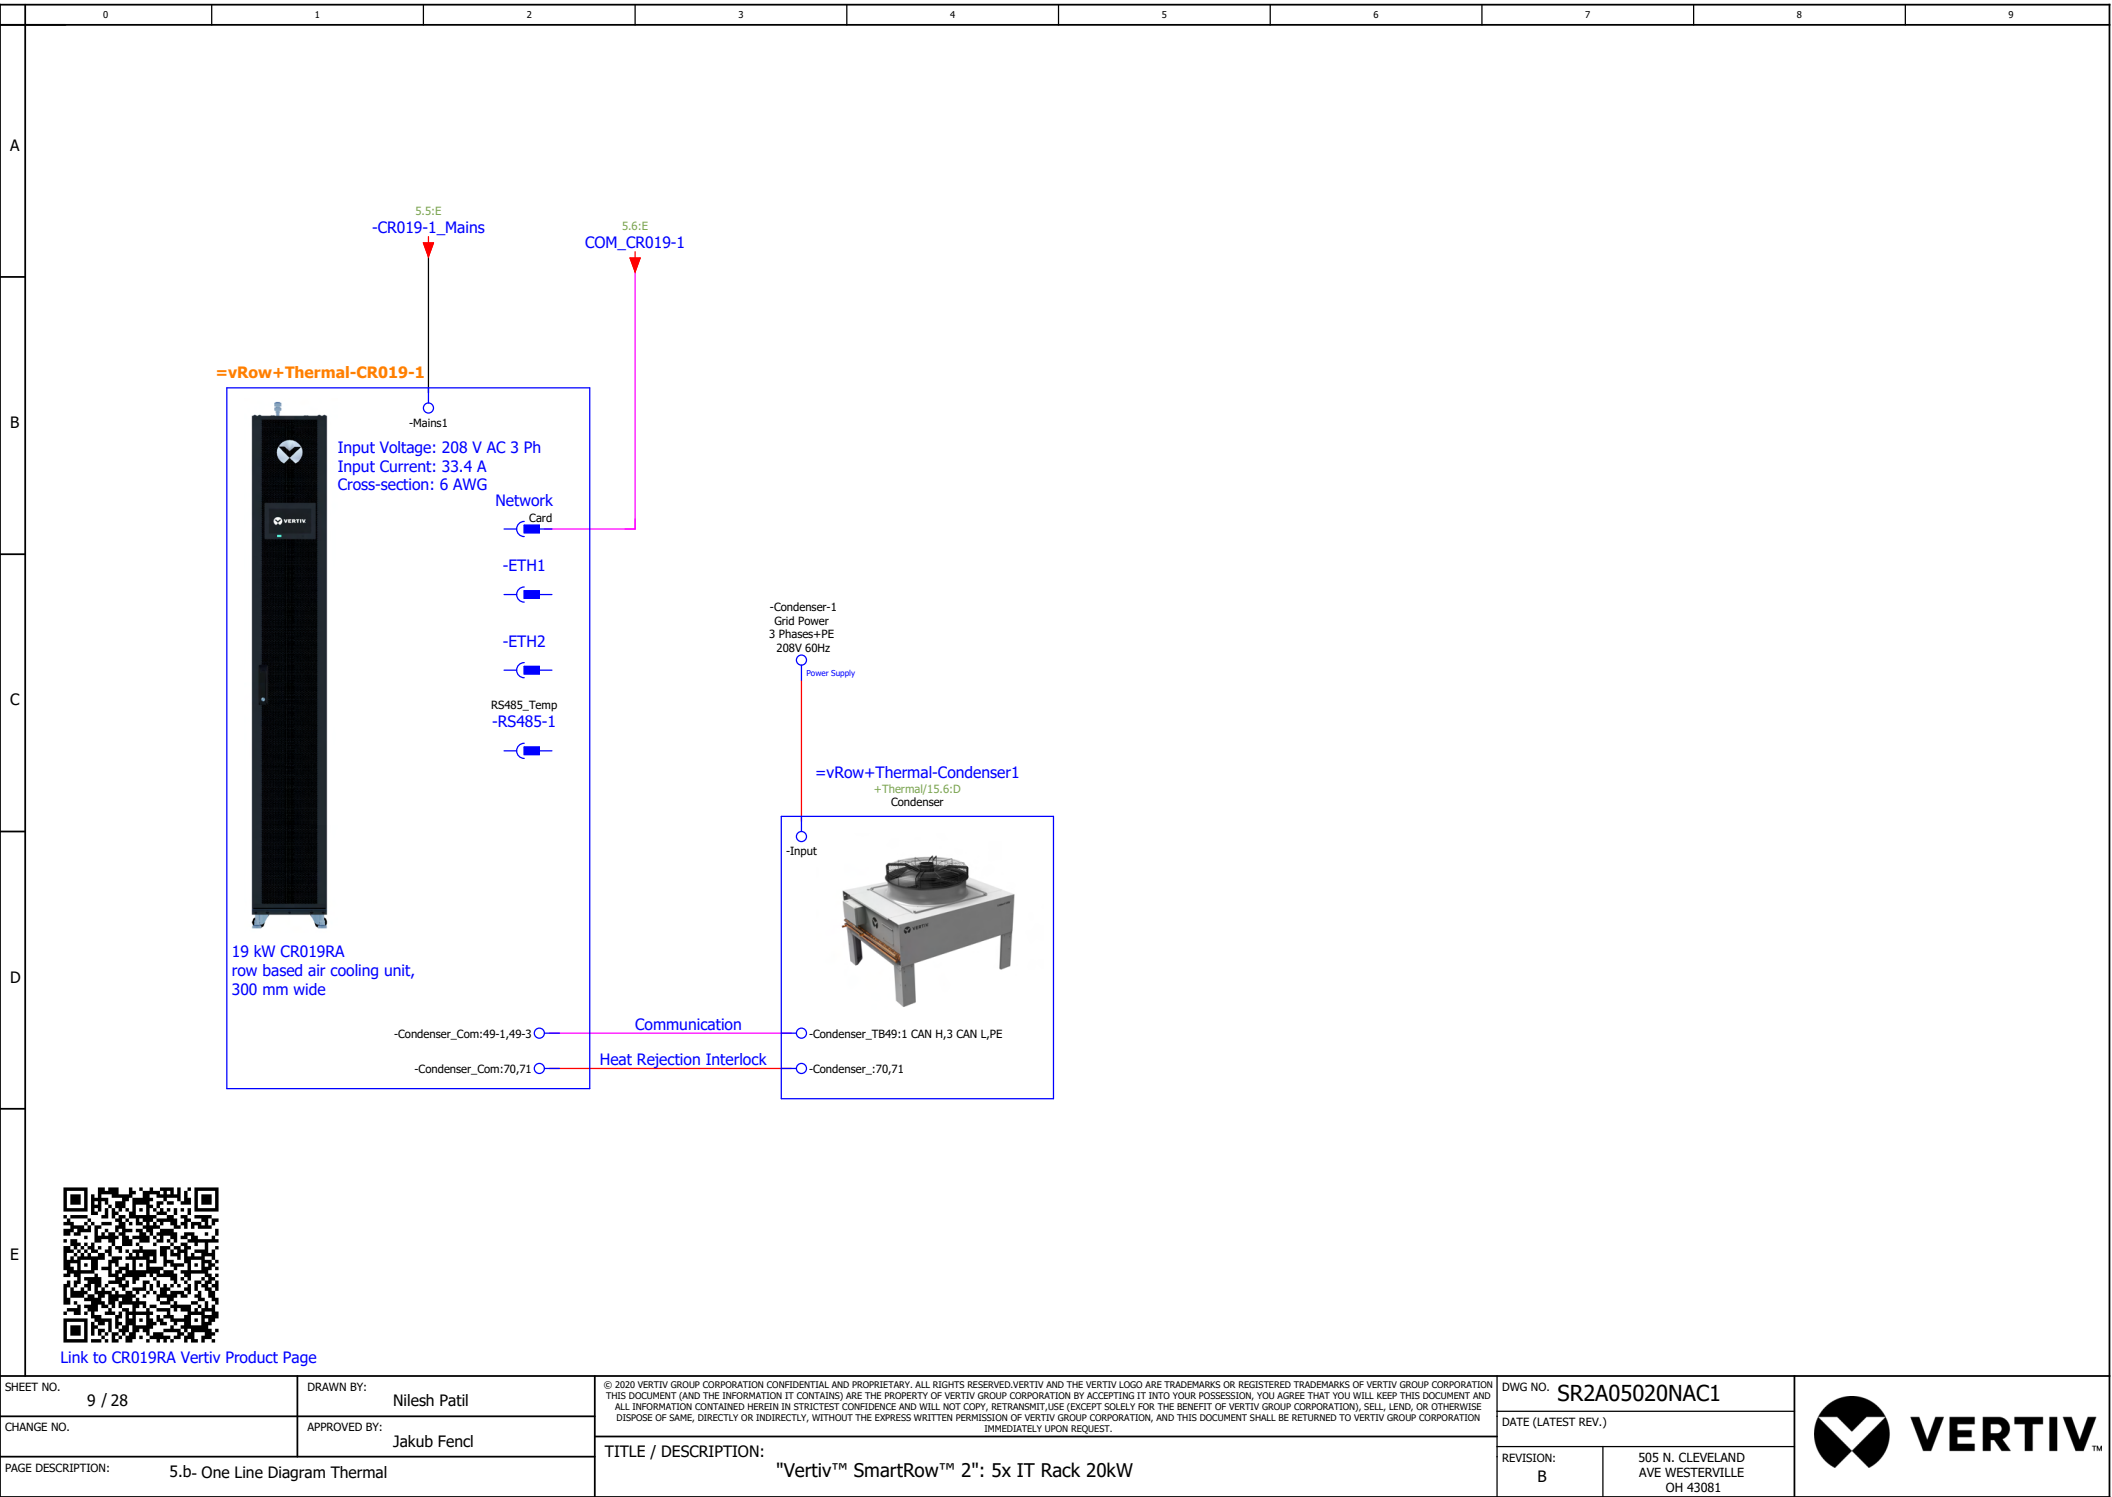 0 1 2 3 4 5 6 7 8 9
A
B
C
D
E
5.5:E
-CR019-1_Mains
5.6:E
COM_CR019-1
=vRow+Thermal-CR019-1
-Mains1
Input Voltage: 208 V AC 3 Ph
Input Current: 33.4 A
Cross-section: 6 AWG
Network
Card
VERTIV
-ETH1
-ETH2
RS485_Temp
-RS485-1
19 kW CR019RA
row based air cooling unit,
300 mm wide
-Condenser_Com:49-1,49-3
-Condenser_Com:70,71
Communication
Heat Rejection Interlock
-Condenser-1
Grid Power
3 Phases+PE
208V 60Hz
Power Supply
=vRow+Thermal-Condenser1
+Thermal/15.6:D
Condenser
-Input
VERTIV
-Condenser_TB49:1 CAN H,3 CAN L,PE
-Condenser_:70,71
Link to CR019RA Vertiv Product Page
SHEET NO.
9 / 28
DRAWN BY:
Nilesh Patil
CHANGE NO.
APPROVED BY:
Jakub Fencl
PAGE DESCRIPTION:
5.b- One Line Diagram Thermal
© 2020 VERTIV GROUP CORPORATION CONFIDENTIAL AND PROPRIETARY. ALL RIGHTS RESERVED.VERTIV AND THE VERTIV LOGO ARE TRADEMARKS OR REGISTERED TRADEMARKS OF VERTIV GROUP CORPORATION
THIS DOCUMENT (AND THE INFORMATION IT CONTAINS) ARE THE PROPERTY OF VERTIV GROUP CORPORATION BY ACCEPTING IT INTO YOUR POSSESSION, YOU AGREE THAT YOU WILL KEEP THIS DOCUMENT AND
ALL INFORMATION CONTAINED HEREIN IN STRICTEST CONFIDENCE AND WILL NOT COPY, RETRANSMIT,USE (EXCEPT SOLELY FOR THE BENEFIT OF VERTIV GROUP CORPORATION), SELL, LEND, OR OTHERWISE
DISPOSE OF SAME, DIRECTLY OR INDIRECTLY, WITHOUT THE EXPRESS WRITTEN PERMISSION OF VERTIV GROUP CORPORATION, AND THIS DOCUMENT SHALL BE RETURNED TO VERTIV GROUP CORPORATION
IMMEDIATELY UPON REQUEST.
TITLE / DESCRIPTION:
"Vertiv™ SmartRow™ 2": 5x IT Rack 20kW
DWG NO. SR2A05020NAC1
DATE (LATEST REV.)
REVISION:
B
505 N. CLEVELAND
AVE WESTERVILLE
OH 43081
VERTIV™